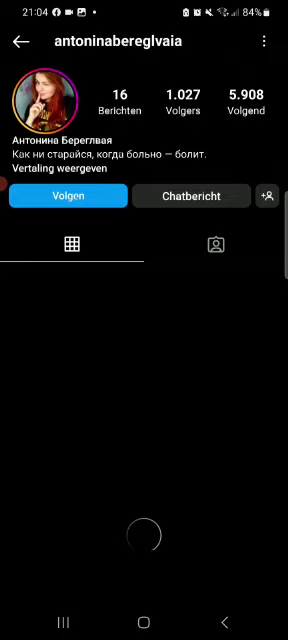 21:04 84%
antoninabereglvaia
16 1.027 5.908
Berichten Volgers Volgend
Антонина Береглвая
Как ни старайся, когда больно — болит.
Vertaling weergeven
Volgen Chatbericht